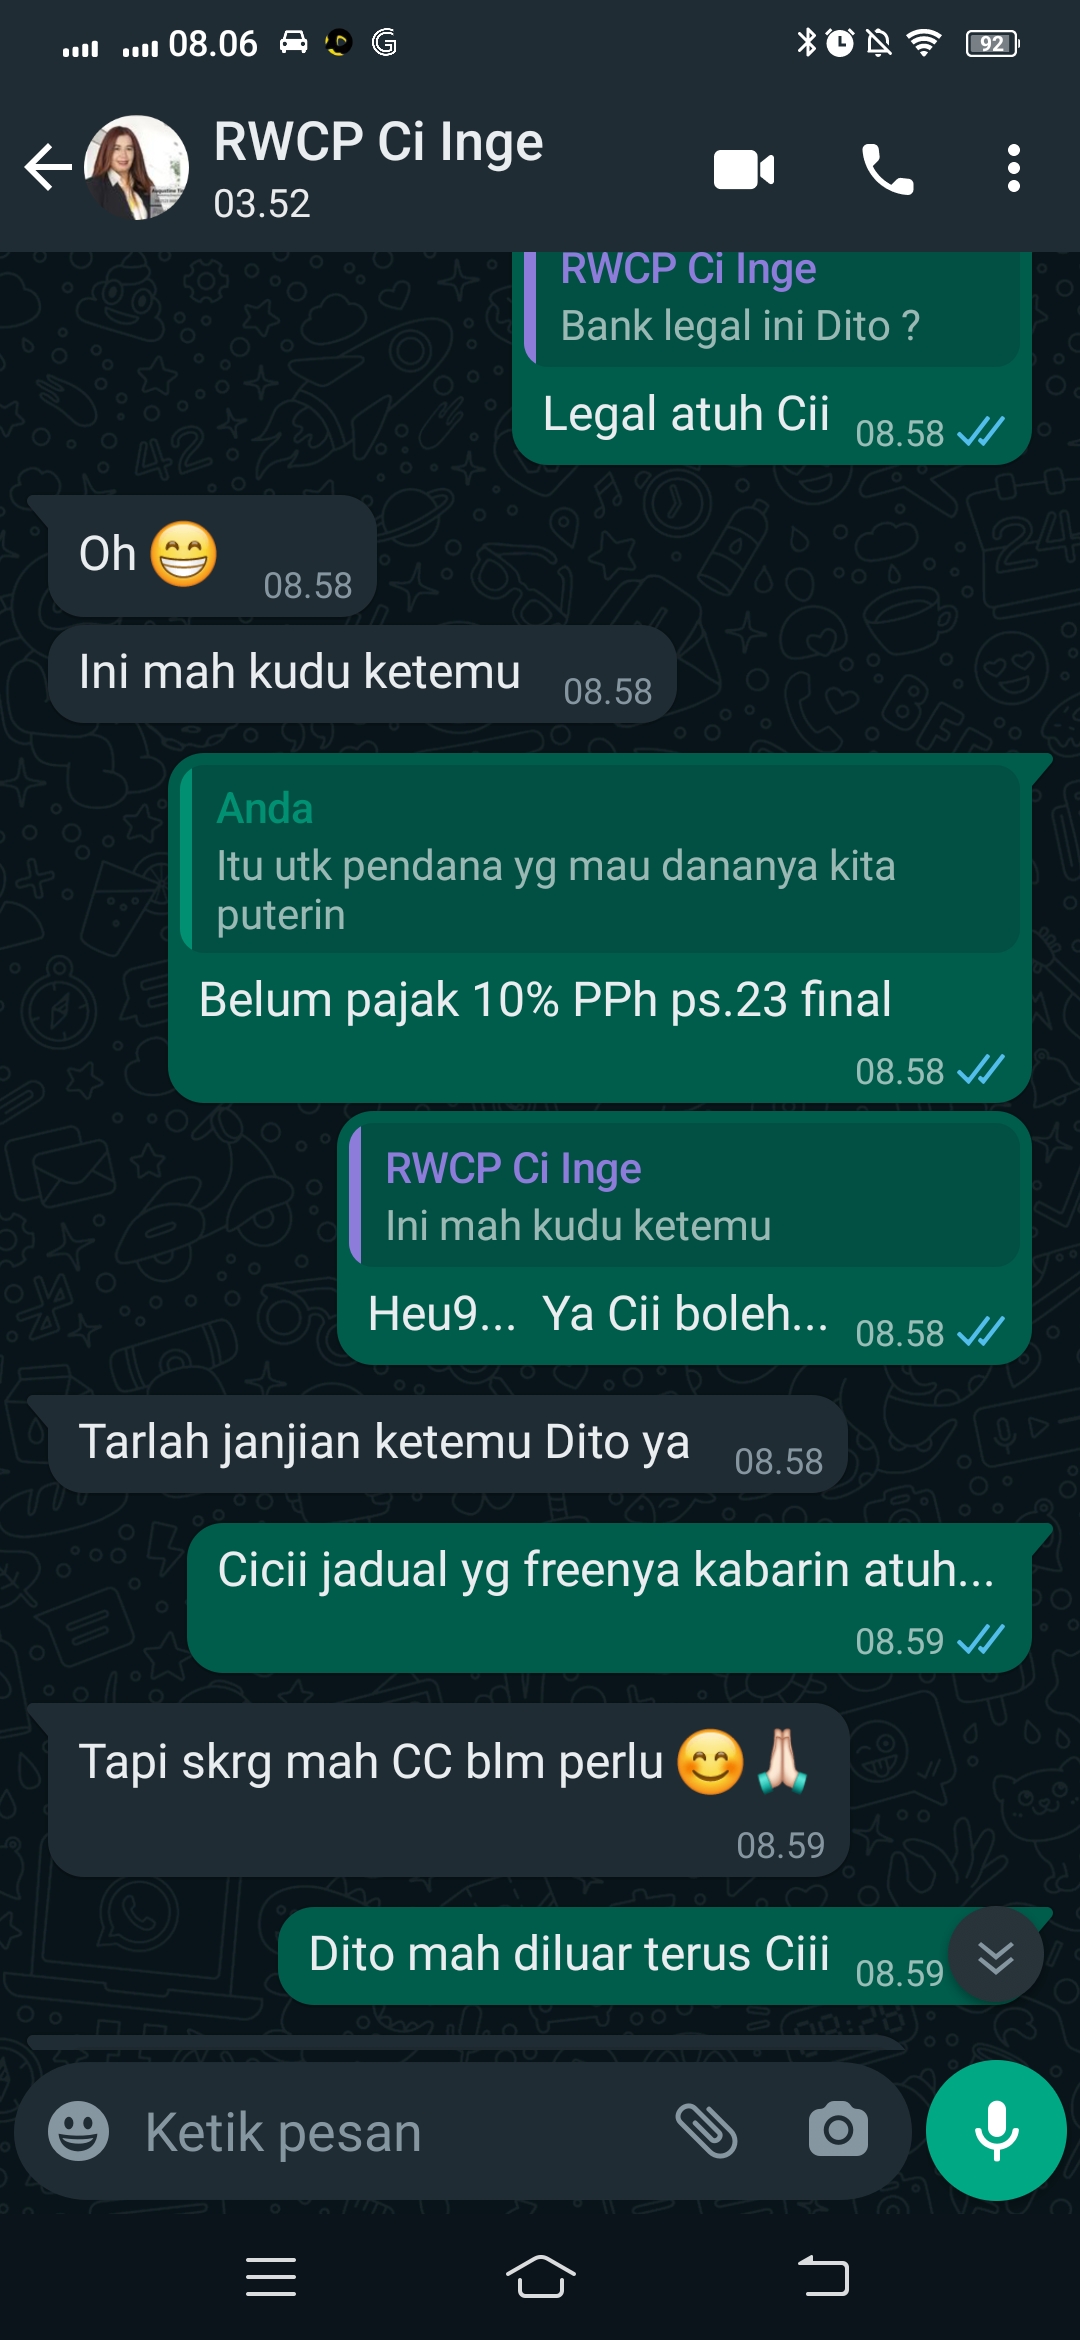 08.06
92
RWCP Ci Inge
03.52
RWCP Ci Inge
Bank legal ini Dito ?
Legal atuh Cii 08.58
Oh 😁 08.58
Ini mah kudu ketemu 08.58
Anda
Itu utk pendana yg mau dananya kita
puterin
Belum pajak 10% PPh ps.23 final
08.58
RWCP Ci Inge
Ini mah kudu ketemu
Heu9... Ya Cii boleh... 08.58
Tarlah janjian ketemu Dito ya 08.58
Cicii jadual yg freenya kabarin atuh...
08.59
Tapi skrg mah CC blm perlu 😊🙏🏻
08.59
Dito mah diluar terus Ciii 08.59
Ketik pesan